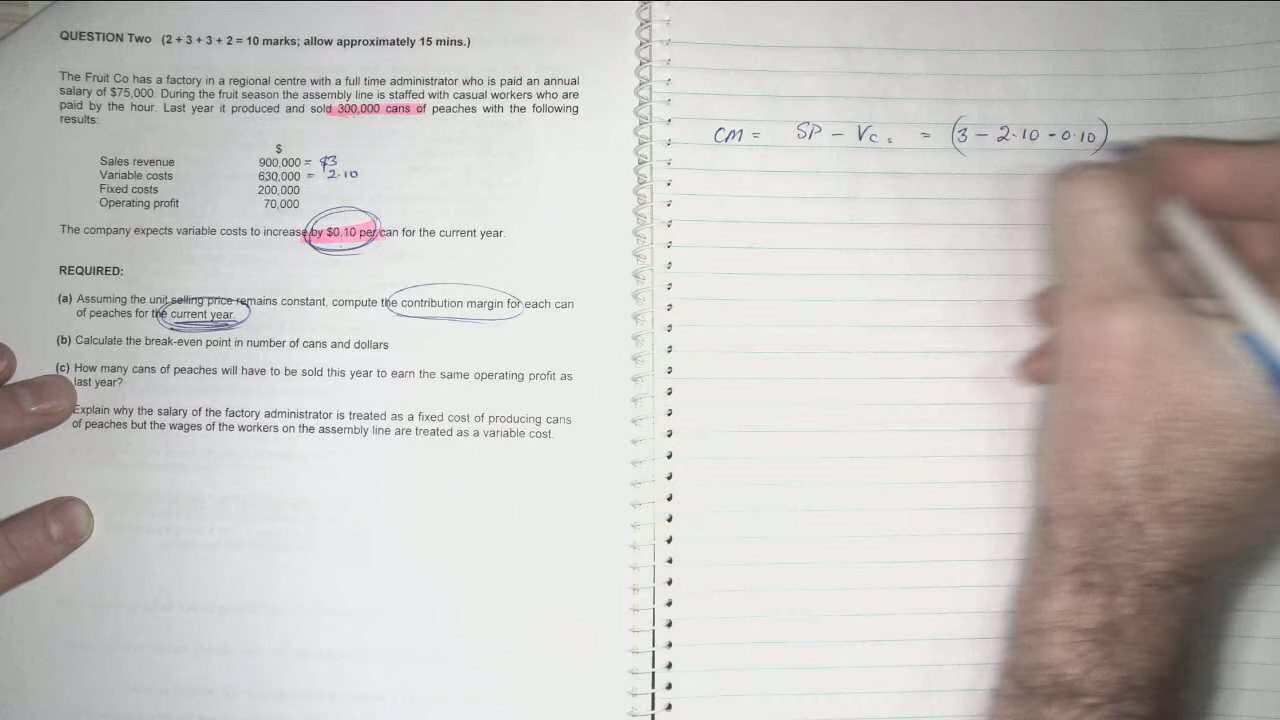 QUESTION Two (2 + 3 + 3 + 2 = 10 marks; allow approximately 15 mins.)
The Fruit Co has a factory in a regional centre with a full time administrator who is paid an annual
salary of $75,000. During the fruit season the assembly line is staffed with casual workers who are
paid by the hour. Last year it produced and sold 300,000 cans of peaches with the following
results:
$
Sales revenue 900,000 = $3
Variable costs 630,000 = 2.10
Fixed costs 200,000
Operating profit 70,000
The company expects variable costs to increase by $0.10 per can for the current year.
REQUIRED:
(a) Assuming the unit selling price remains constant, compute the contribution margin for each can
of peaches for the current year.
(b) Calculate the break-even point in number of cans and dollars
(c) How many cans of peaches will have to be sold this year to earn the same operating profit as
last year?
Explain why the salary of the factory administrator is treated as a fixed cost of producing cans
of peaches but the wages of the workers on the assembly line are treated as a variable cost.
CM = SP - VC. = (3 - 2.10 - 0.10)